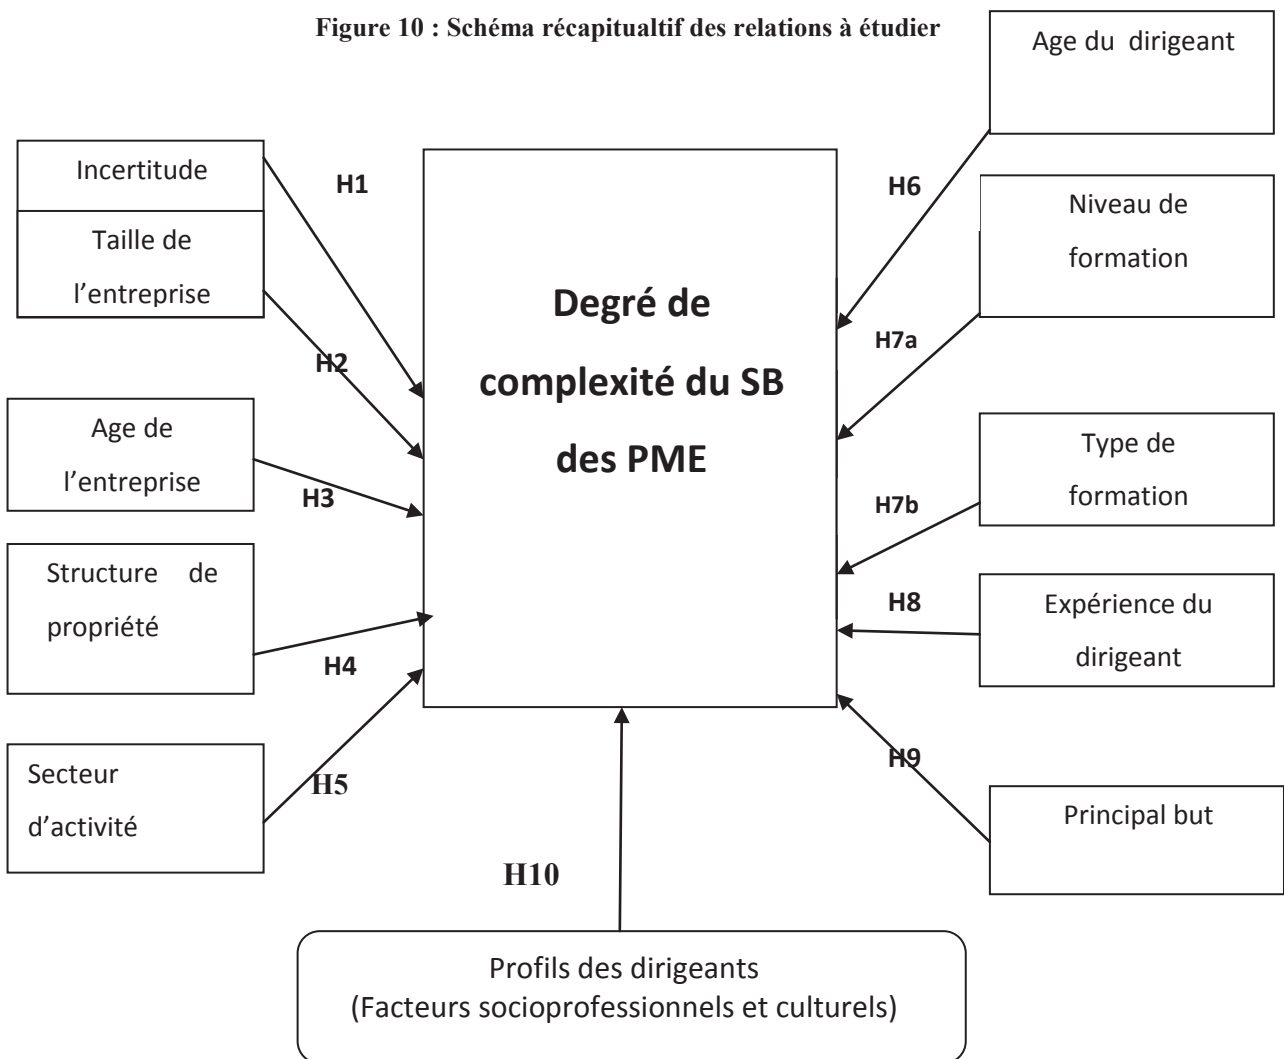 Figure 10 : Schéma récapitualtif des relations à étudier
Incertitude
Taille de
l’entreprise
Age de
l’entreprise
Structure de
propriété
Secteur
d’activité
H1
H2
H3
H4
H5
Degré de
complexité du SB
des PME
H6
H7a
H7b
H8
H9
Age du dirigeant
Niveau de
formation
Type de
formation
Expérience du
dirigeant
Principal but
H10
Profils des dirigeants
(Facteurs socioprofessionnels et culturels)